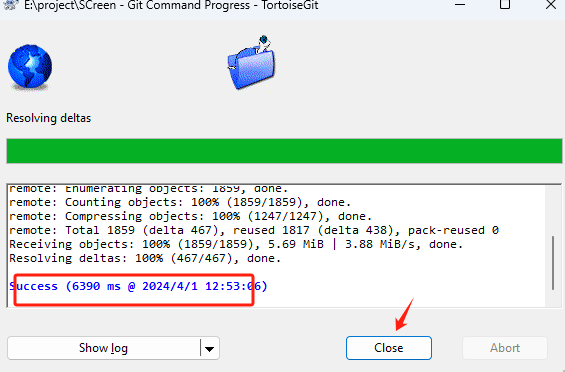 E:\project\SCreen - Git Command Progress - TortoiseGit
Resolving deltas
remote: Enumerating objects: 1859, done.
remote: Counting objects: 100% (1859/1859), done.
remote: Compressing objects: 100% (1247/1247), done.
remote: Total 1859 (delta 467), reused 1817 (delta 438), pack-reused 0
Receiving objects: 100% (1859/1859), 5.69 MiB | 3.88 MiB/s, done.
Resolving deltas: 100% (467/467), done.
Success (6390 ms @ 2024/4/1 12:53:06)
Show log
Close
Abort